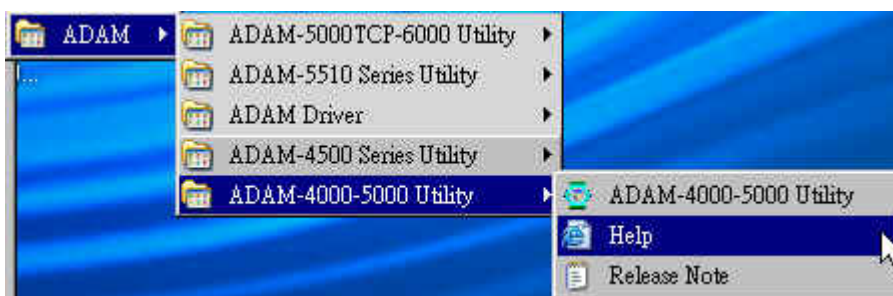 ADAM
ADAM-5000TCP-6000 Utility
ADAM-5510 Series Utility
ADAM Driver
ADAM-4500 Series Utility
ADAM-4000-5000 Utility
ADAM-4000-5000 Utility
Help
Release Note